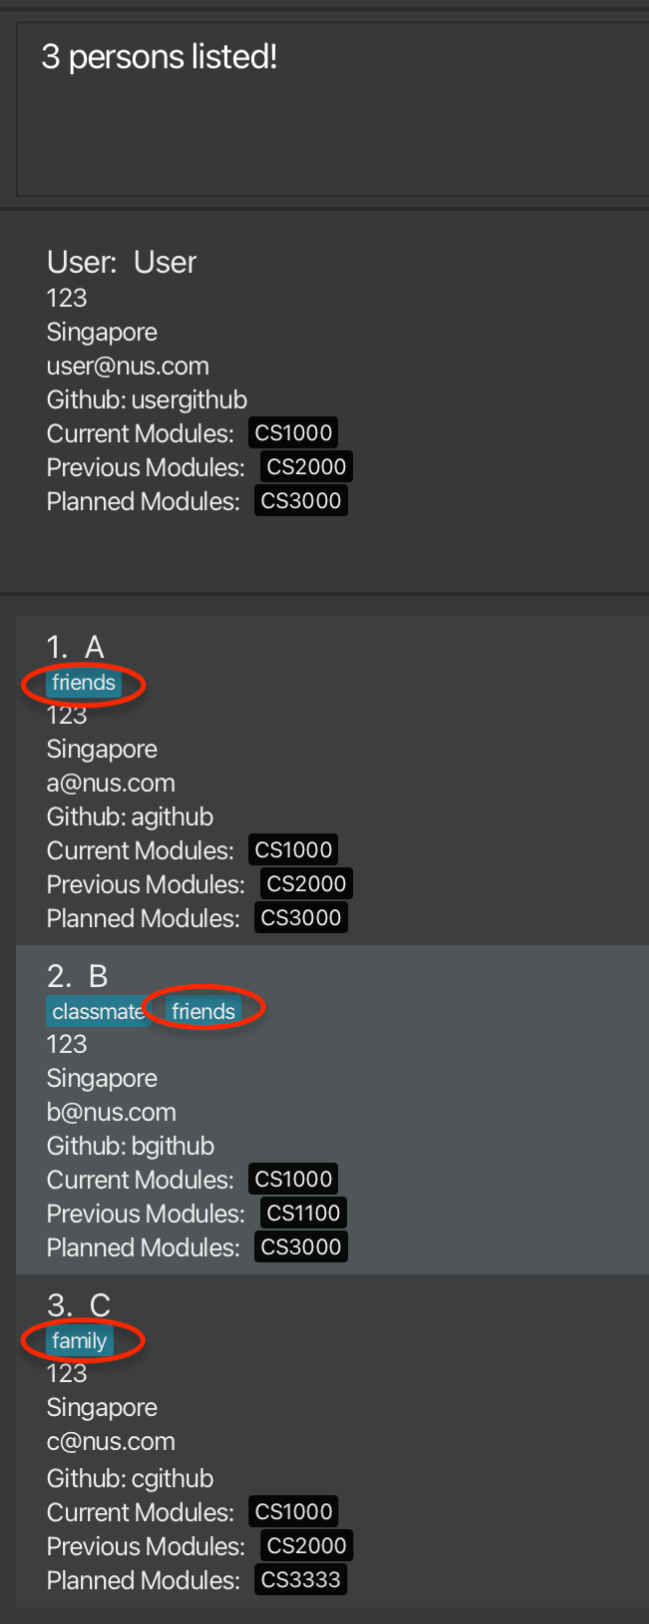 3 persons listed!
User: User
123
Singapore
user@nus.com
Github: usergithub
Current Modules: CS1000
Previous Modules: CS2000
Planned Modules: CS3000
1. A
friends
123
Singapore
a@nus.com
Github: agithub
Current Modules: CS1000
Previous Modules: CS2000
Planned Modules: CS3000
2. B
classmate friends
123
Singapore
b@nus.com
Github: bgithub
Current Modules: CS1000
Previous Modules: CS1100
Planned Modules: CS3000
3. C
family
123
Singapore
c@nus.com
Github: cgithub
Current Modules: CS1000
Previous Modules: CS2000
Planned Modules: CS3333